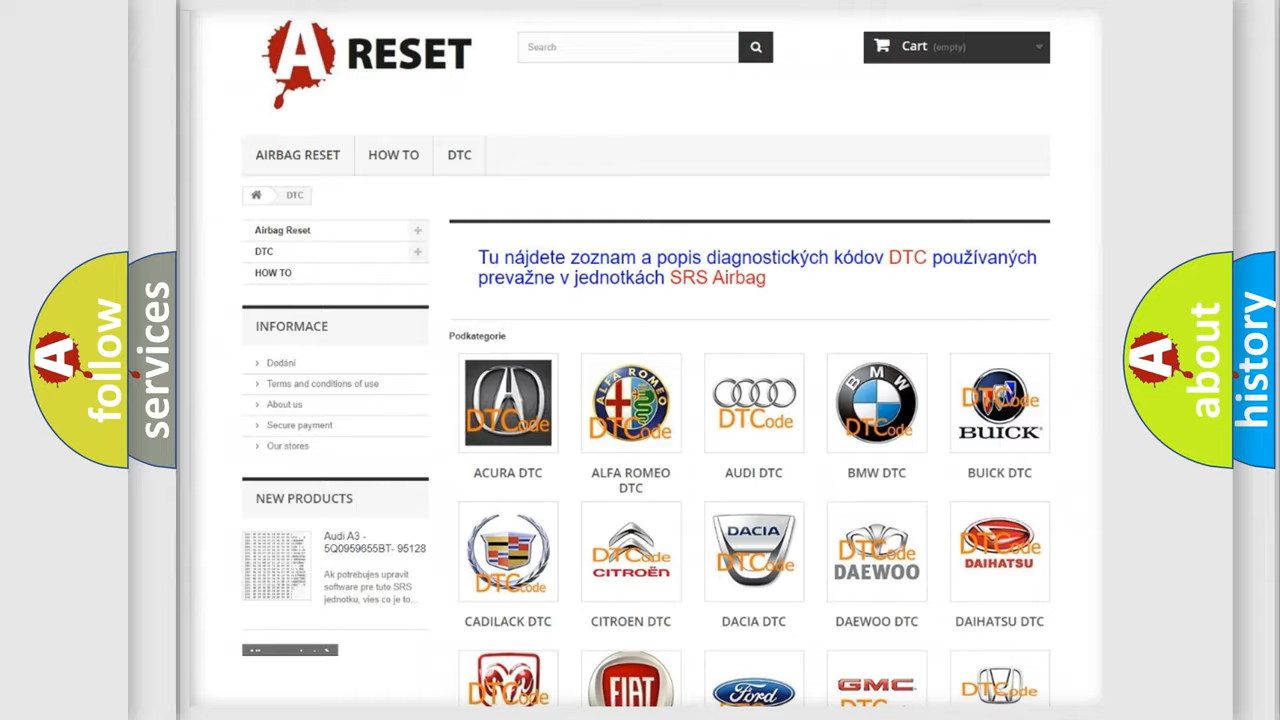 A RESET
Search
Cart (empty)
AIRBAG RESET
HOW TO
DTC
DTC
Airbag Reset
DTC
HOW TO
INFORMACE
Dodání
Terms and conditions of use
About us
Secure payment
Our stores
NEW PRODUCTS
Audi A3 -
5Q0959655BT- 95128
Ak potrebujes upravit
software pre tuto SRS
jednotku, vies co je to...
Tu nájdete zoznam a popis diagnostických kódov DTC používaných
prevažne v jednotkách SRS Airbag
Podkategorie
DTCode
ALFA ROMEO
DTCode
DTCode
BMW
DTCode
DTCode
BUICK
ACURA DTC
ALFA ROMEO
DTC
AUDI DTC
BMW DTC
BUICK DTC
DTCode
DTCode
CITROËN
DACIA
DTCode
DTCode
DAEWOO
DTCode
DAIHATSU
CADILACK DTC
CITROEN DTC
DACIA DTC
DAEWOO DTC
DAIHATSU DTC
DTCode
FIAT
Ford
GMC
DTCode
A
follow
services
A
about
history